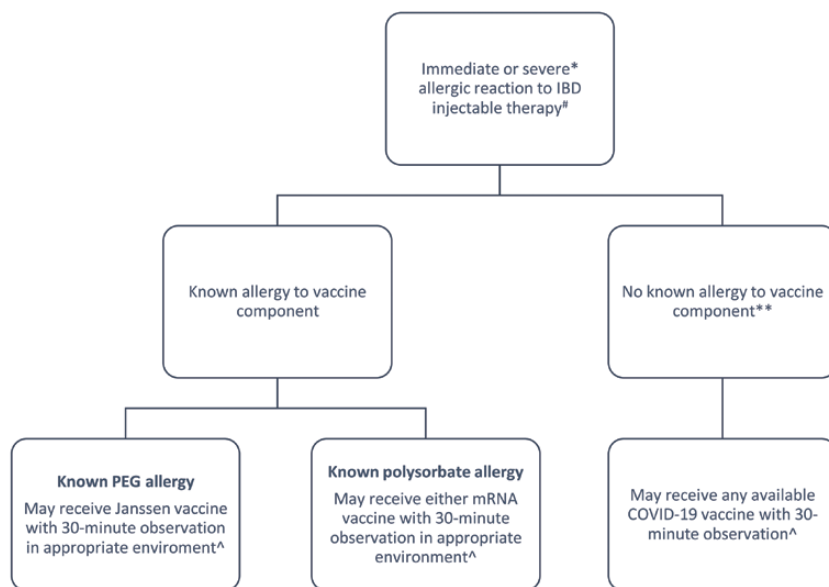 Immediate or severe*
allergic reaction to IBD
injectable therapy#
Known allergy to vaccine
component
No known allergy to vaccine
component**
Known PEG allergy
May receive Janssen vaccine
with 30-minute observation
in appropriate enviroment^
Known polysorbate allergy
May receive either mRNA
vaccine with 30-minute
observation in appropriate
environment^
May receive any available
COVID-19 vaccine with 30-
minute observation^